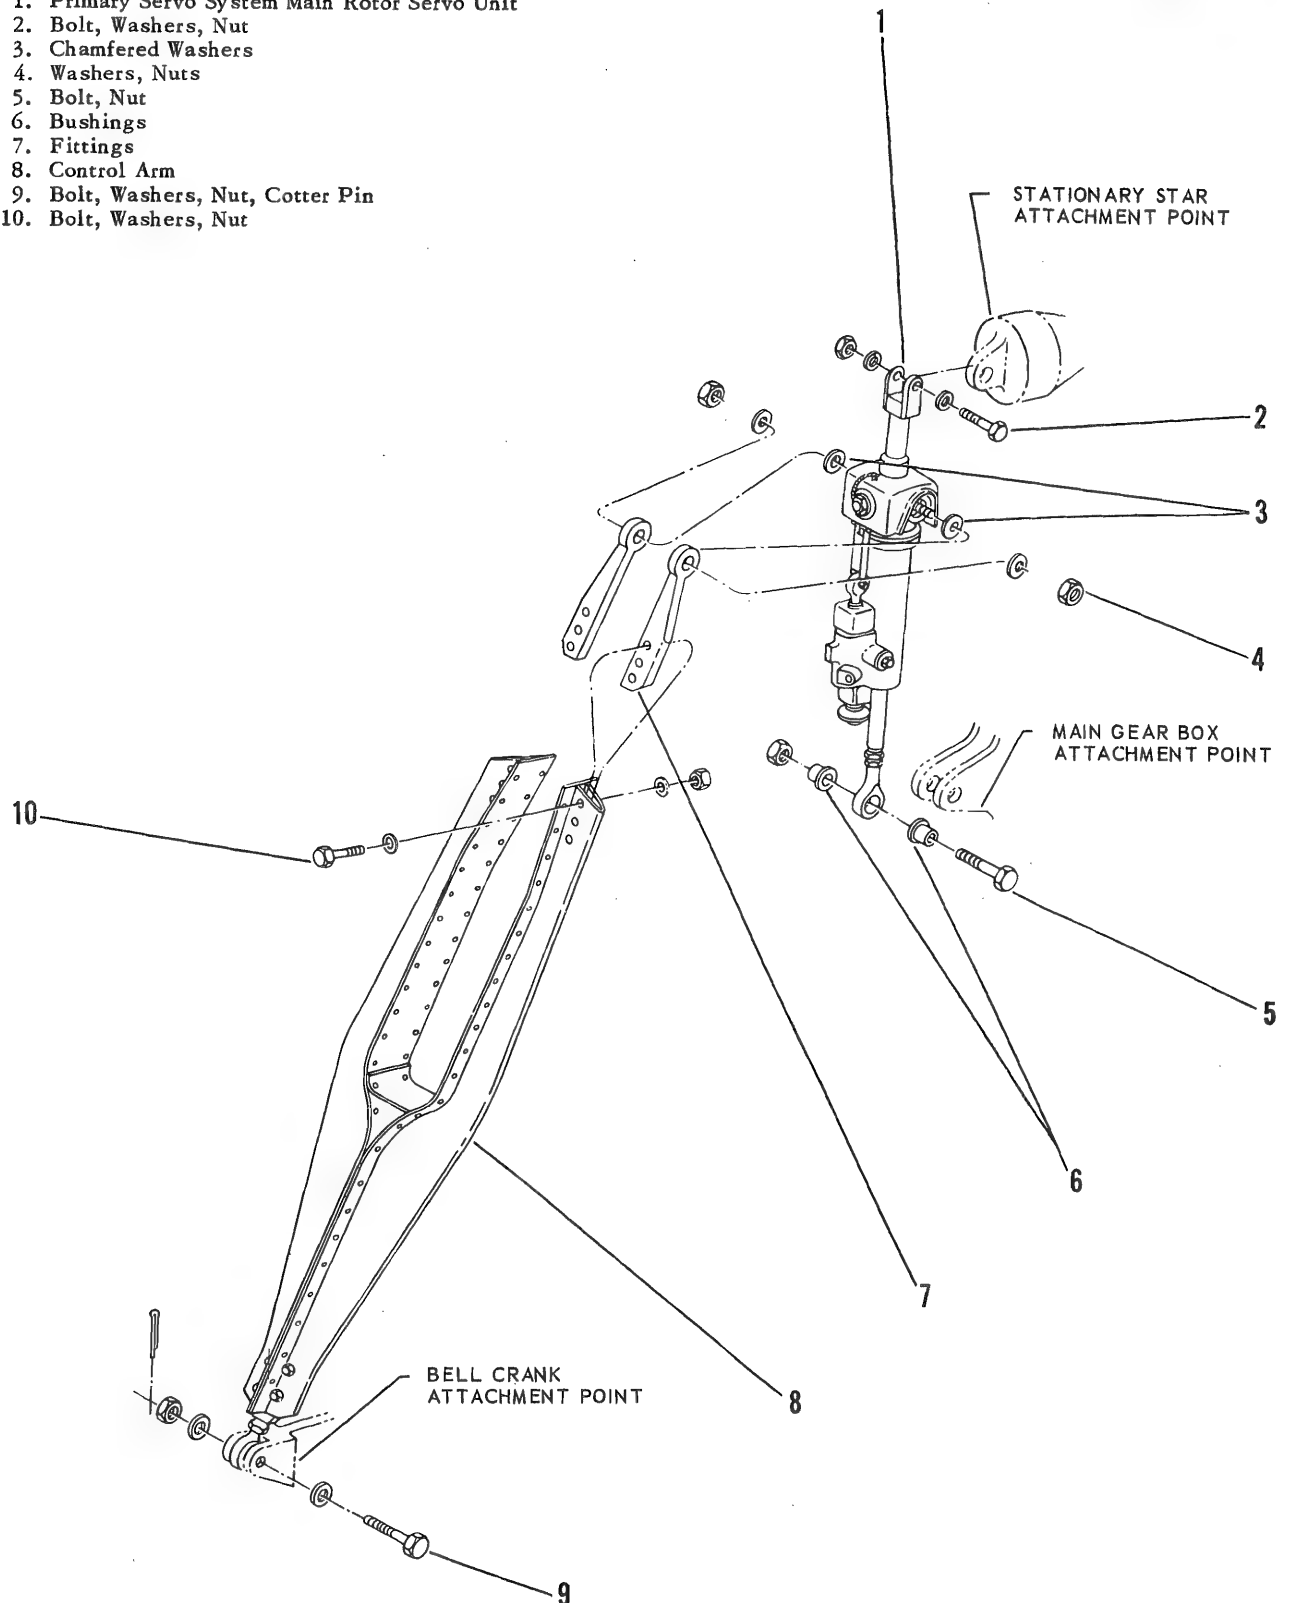 1. Primary Servo System Main Rotor Servo Unit
2. Bolt, Washers, Nut
3. Chamfered Washers
4. Washers, Nuts
5. Bolt, Nut
6. Bushings
7. Fittings
8. Control Arm
9. Bolt, Washers, Nut, Cotter Pin
10. Bolt, Washers, Nut
1
STATIONARY STAR
ATTACHMENT POINT
2
3
4
MAIN GEAR BOX
ATTACHMENT POINT
10
5
6
7
BELL CRANK
ATTACHMENT POINT
8
9